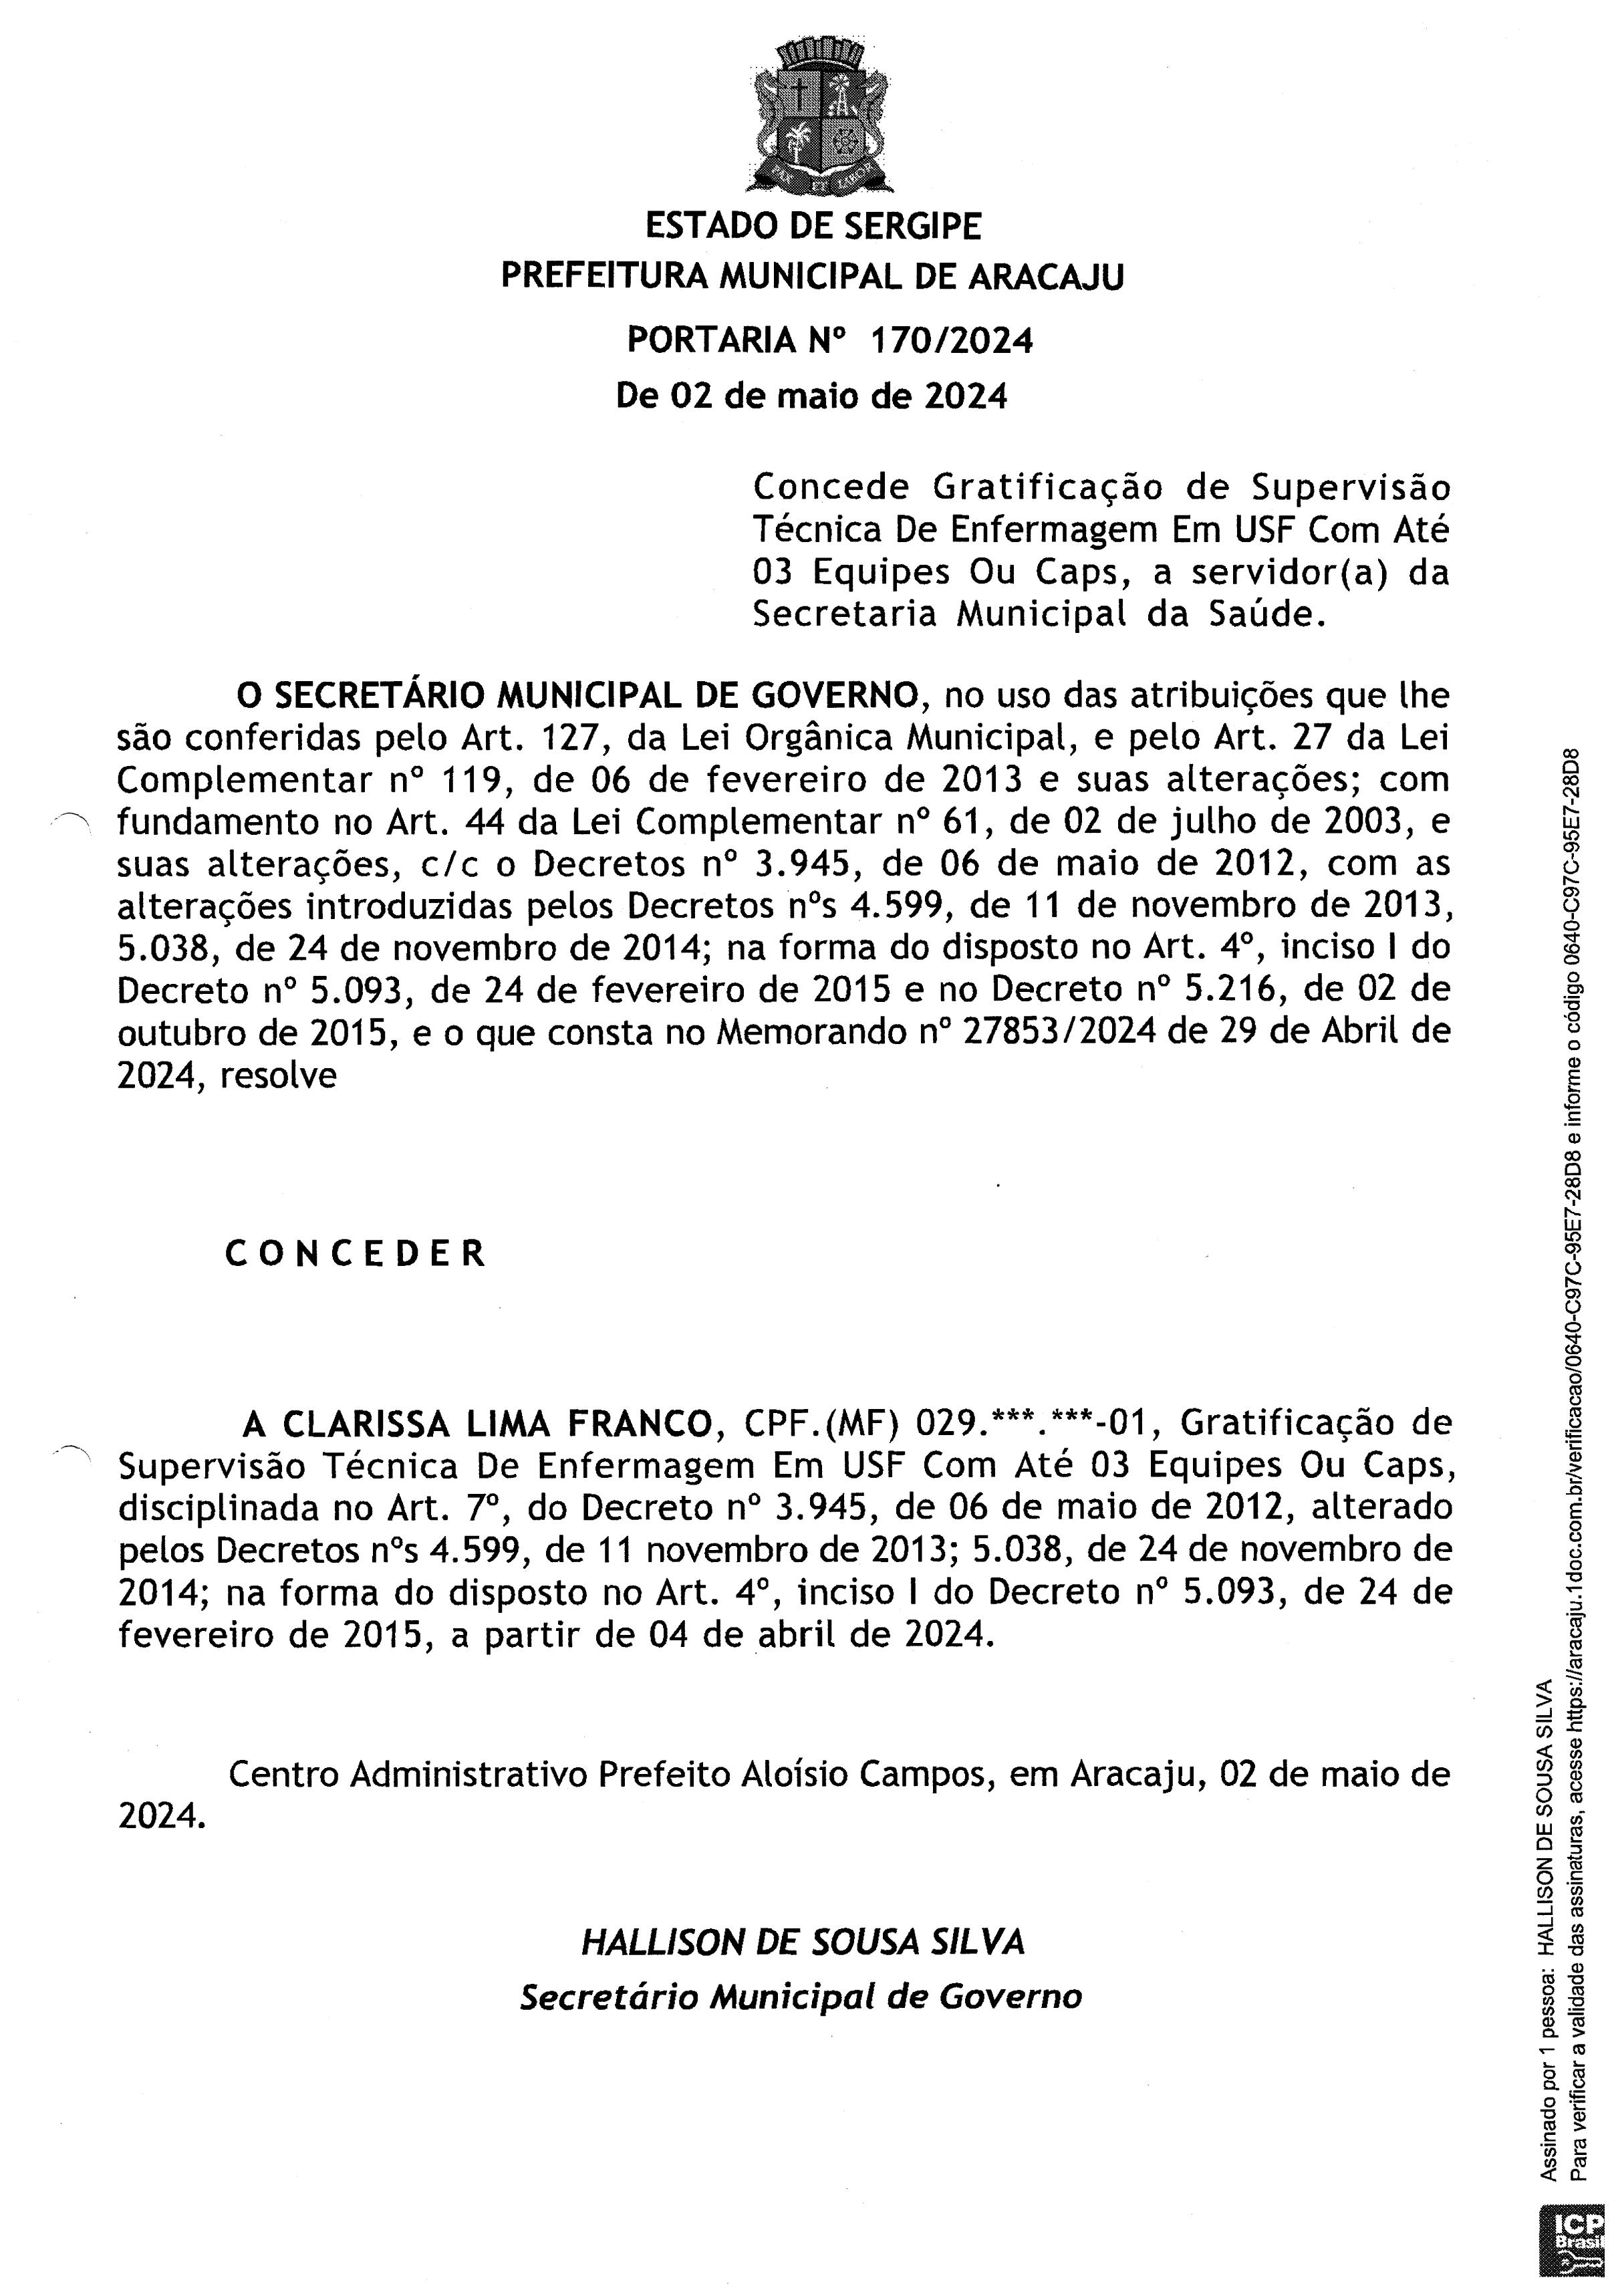 PAX ET LABOR
ESTADO DE SERGIPE
PREFEITURA MUNICIPAL DE ARACAJU
PORTARIA Nº 170/2024
De 02 de maio de 2024
Concede Gratificação de Supervisão
Técnica De Enfermagem Em USF Com Até
03 Equipes Ou Caps, a servidor(a) da
Secretaria Municipal da Saúde.
O SECRETÁRIO MUNICIPAL DE GOVERNO, no uso das atribuições que lhe
são conferidas pelo Art. 127, da Lei Orgânica Municipal, e pelo Art. 27 da Lei
Complementar nº 119, de 06 de fevereiro de 2013 e suas alterações; com
fundamento no Art. 44 da Lei Complementar nº 61, de 02 de julho de 2003, e
suas alterações, c/c o Decretos nº 3.945, de 06 de maio de 2012, com as
alterações introduzidas pelos Decretos nºs 4.599, de 11 de novembro de 2013,
5.038, de 24 de novembro de 2014; na forma do disposto no Art. 4º, inciso I do
Decreto nº 5.093, de 24 de fevereiro de 2015 e no Decreto nº 5.216, de 02 de
outubro de 2015, e o que consta no Memorando nº 27853/2024 de 29 de Abril de
2024, resolve
C O N C E D E R
A CLARISSA LIMA FRANCO, CPF.(MF) 029.***.***-01, Gratificação de
Supervisão Técnica De Enfermagem Em USF Com Até 03 Equipes Ou Caps,
disciplinada no Art. 7º, do Decreto nº 3.945, de 06 de maio de 2012, alterado
pelos Decretos nºs 4.599, de 11 novembro de 2013; 5.038, de 24 de novembro de
2014; na forma do disposto no Art. 4º, inciso I do Decreto nº 5.093, de 24 de
fevereiro de 2015, a partir de 04 de abril de 2024.
Centro Administrativo Prefeito Aloísio Campos, em Aracaju, 02 de maio de
2024.
HALLISON DE SOUSA SILVA
Secretário Municipal de Governo
Assinado por 1 pessoa: HALLISON DE SOUSA SILVA
Para verificar a validade das assinaturas, acesse https://aracaju.1doc.com.br/verificacao/0640-C97C-95E7-28D8 e informe o código 0640-C97C-95E7-28D8
ICP
Brasil